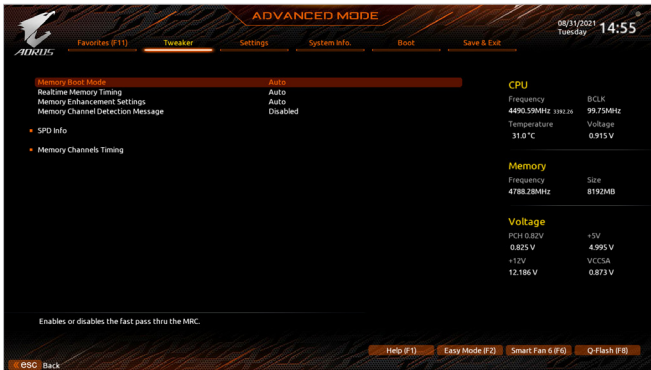 ADVANCED MODE
08/31/2021 Tuesday 14:55
AORUS
Favorites (F11) Tweaker Settings System Info. Boot Save & Exit
Memory Boot Mode Auto
Realtime Memory Timing Auto
Memory Enhancement Settings Auto
Memory Channel Detection Message Disabled
SPD Info
Memory Channels Timing
CPU
Frequency BCLK
4490.59MHz 3392.26 99.75MHz
Temperature Voltage
31.0 °C 0.915 V
Memory
Frequency Size
4788.28MHz 8192MB
Voltage
PCH 0.82V +5V
0.825 V 4.995 V
+12V VCCSA
12.186 V 0.873 V
Enables or disables the fast pass thru the MRC.
Help (F1) Easy Mode (F2) Smart Fan 6 (F6) Q-Flash (F8)
esc Back